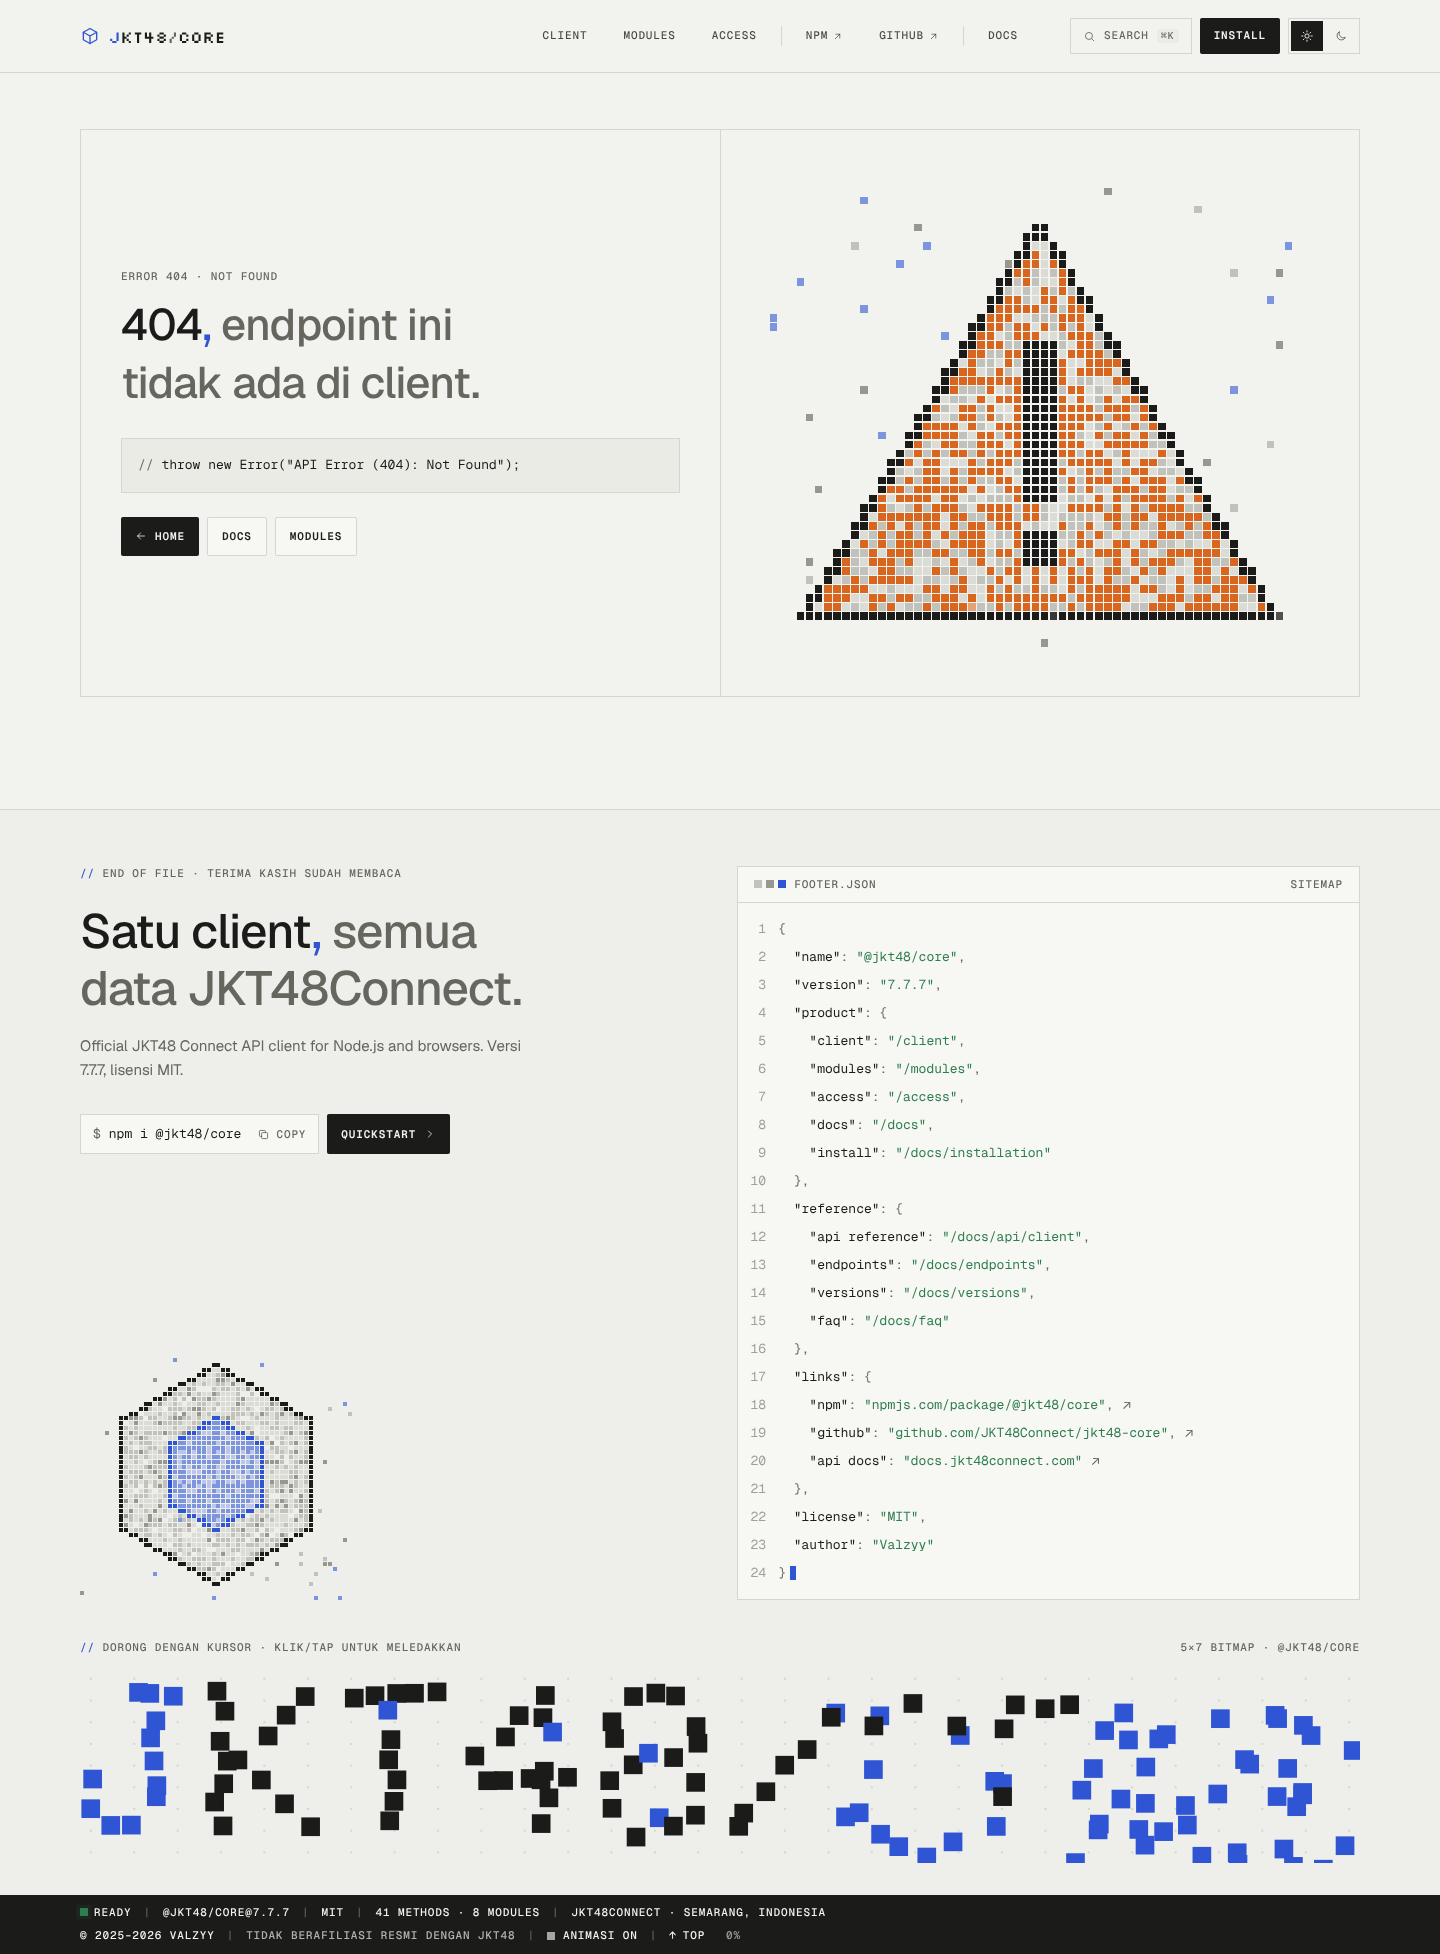 JKT48/CORE
CLIENT MODULES ACCESS NPM ↗ GITHUB ↗ DOCS SEARCH ⌘K INSTALL
ERROR 404 · NOT FOUND
404, endpoint ini
tidak ada di client.
// throw new Error("API Error (404): Not Found");
← HOME DOCS MODULES
// END OF FILE · TERIMA KASIH SUDAH MEMBACA
Satu client, semua
data JKT48Connect.
Official JKT48 Connect API client for Node.js and browsers. Versi
7.7.7, lisensi MIT.
$ npm i @jkt48/core COPY QUICKSTART >
FOOTER.JSON SITEMAP
1 {
2 "name": "@jkt48/core",
3 "version": "7.7.7",
4 "product": {
5 "client": "/client",
6 "modules": "/modules",
7 "access": "/access",
8 "docs": "/docs",
9 "install": "/docs/installation"
10 },
11 "reference": {
12 "api reference": "/docs/api/client",
13 "endpoints": "/docs/endpoints",
14 "versions": "/docs/versions",
15 "faq": "/docs/faq"
16 },
17 "links": {
18 "npm": "npmjs.com/package/@jkt48/core", ↗
19 "github": "github.com/JKT48Connect/jkt48-core", ↗
20 "api docs": "docs.jkt48connect.com" ↗
21 },
22 "license": "MIT",
23 "author": "Valzyy"
24 }
// DORONG DENGAN KURSOR · KLIK/TAP UNTUK MELEDAKKAN
5×7 BITMAP · @JKT48/CORE
JKT48/C
READY | @JKT48/CORE@7.7.7 | MIT | 41 METHODS · 8 MODULES | JKT48CONNECT · SEMARANG, INDONESIA
© 2025–2026 VALZYY | TIDAK BERAFILIASI RESMI DENGAN JKT48 | ANIMASI ON | ↑ TOP 0%